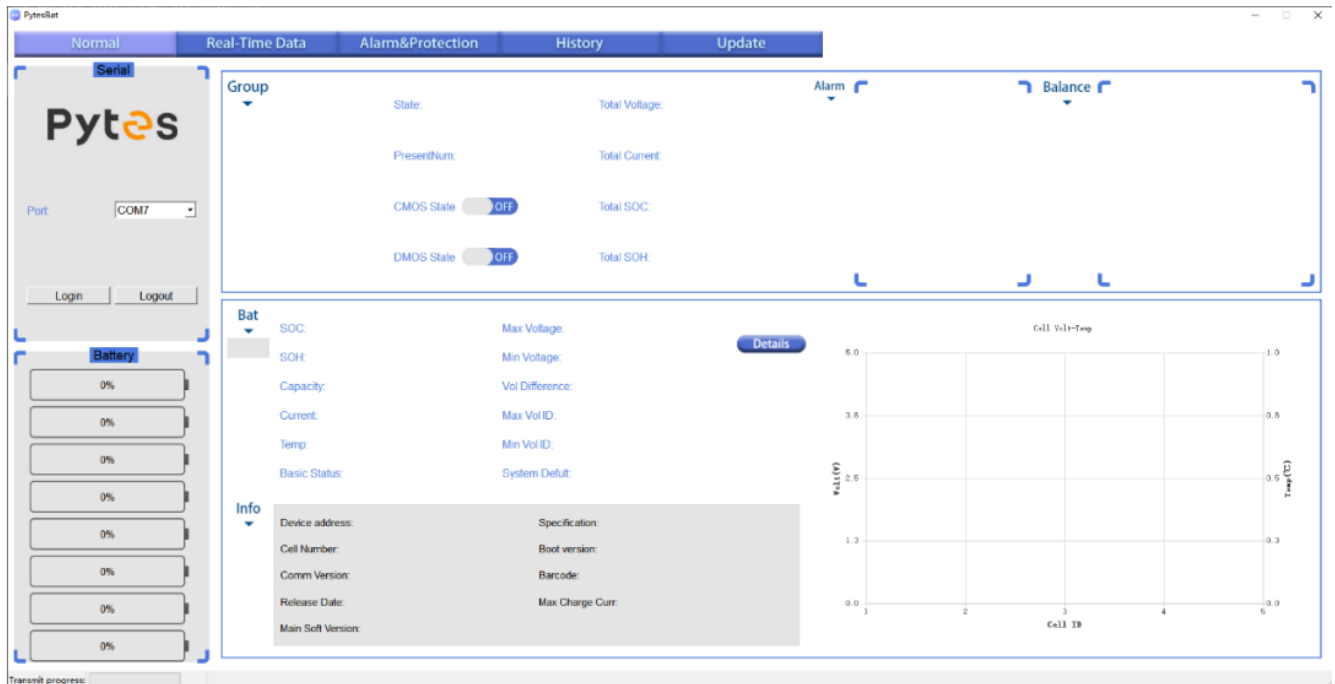 PytesBat
Normal
Real-Time Data
Alarm&Protection
History
Update
Serial
Pytes
Port:
COM7
Login
Logout
Battery
0%
0%
0%
0%
0%
0%
0%
0%
Group
State:
Total Voltage:
PresentNum:
Total Current:
CMOS State
OFF
Total SOC:
DMOS State
OFF
Total SOH:
Alarm
Balance
Bat
SOC:
Max Voltage:
SOH:
Min Voltage:
Capacity:
Vol Difference:
Current:
Max Vol ID:
Temp:
Min Vol ID:
Basic Status:
System Defult:
Details
Info
Device address:
Specification:
Cell Number:
Boot version:
Comm Version:
Barcode:
Release Date:
Max Charge Curr:
Main Soft Version:
Cell Volt-Temp
5.0
3.8
2.5
1.3
0.0
Volt(V)
1.0
0.8
0.5
0.3
0.0
Temp(℃)
1
2
3
4
5
Cell ID
Transmit progress: